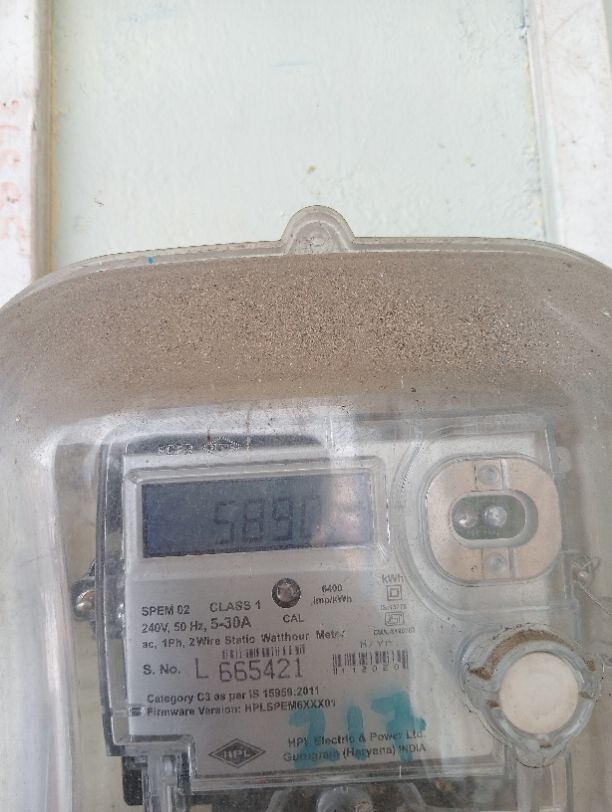 5890
kWh
SPEM 02 CLASS 1
6400
imp/kWh
240V, 50 Hz, 5-30A
CAL
ac, 1Ph, 2Wire Static Watthour Meter
S. No. L 665421
Category C3 as per IS 15959:2011
Firmware Version: HPLSPEM6XXX01
717
HPL
HPL Electric & Power Ltd.
Gurugram (Haryana) INDIA